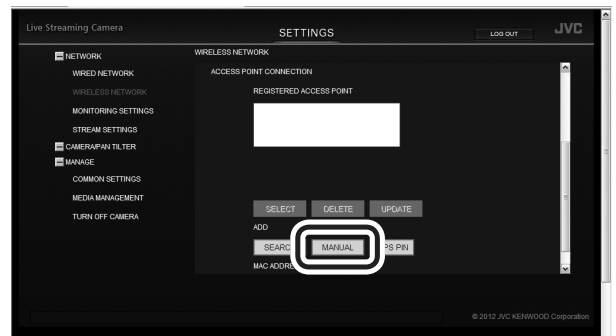 Live Streaming Camera
SETTINGS
LOG OUT
JVC
NETWORK
WIRED NETWORK
WIRELESS NETWORK
MONITORING SETTINGS
STREAM SETTINGS
CAMERA/PAN TILTER
MANAGE
COMMON SETTINGS
MEDIA MANAGEMENT
TURN OFF CAMERA
WIRELESS NETWORK
ACCESS POINT CONNECTION
REGISTERED ACCESS POINT
SELECT DELETE UPDATE
ADD
MANUAL PIN
MAC
© 2012 JVC KENWOOD Corporation